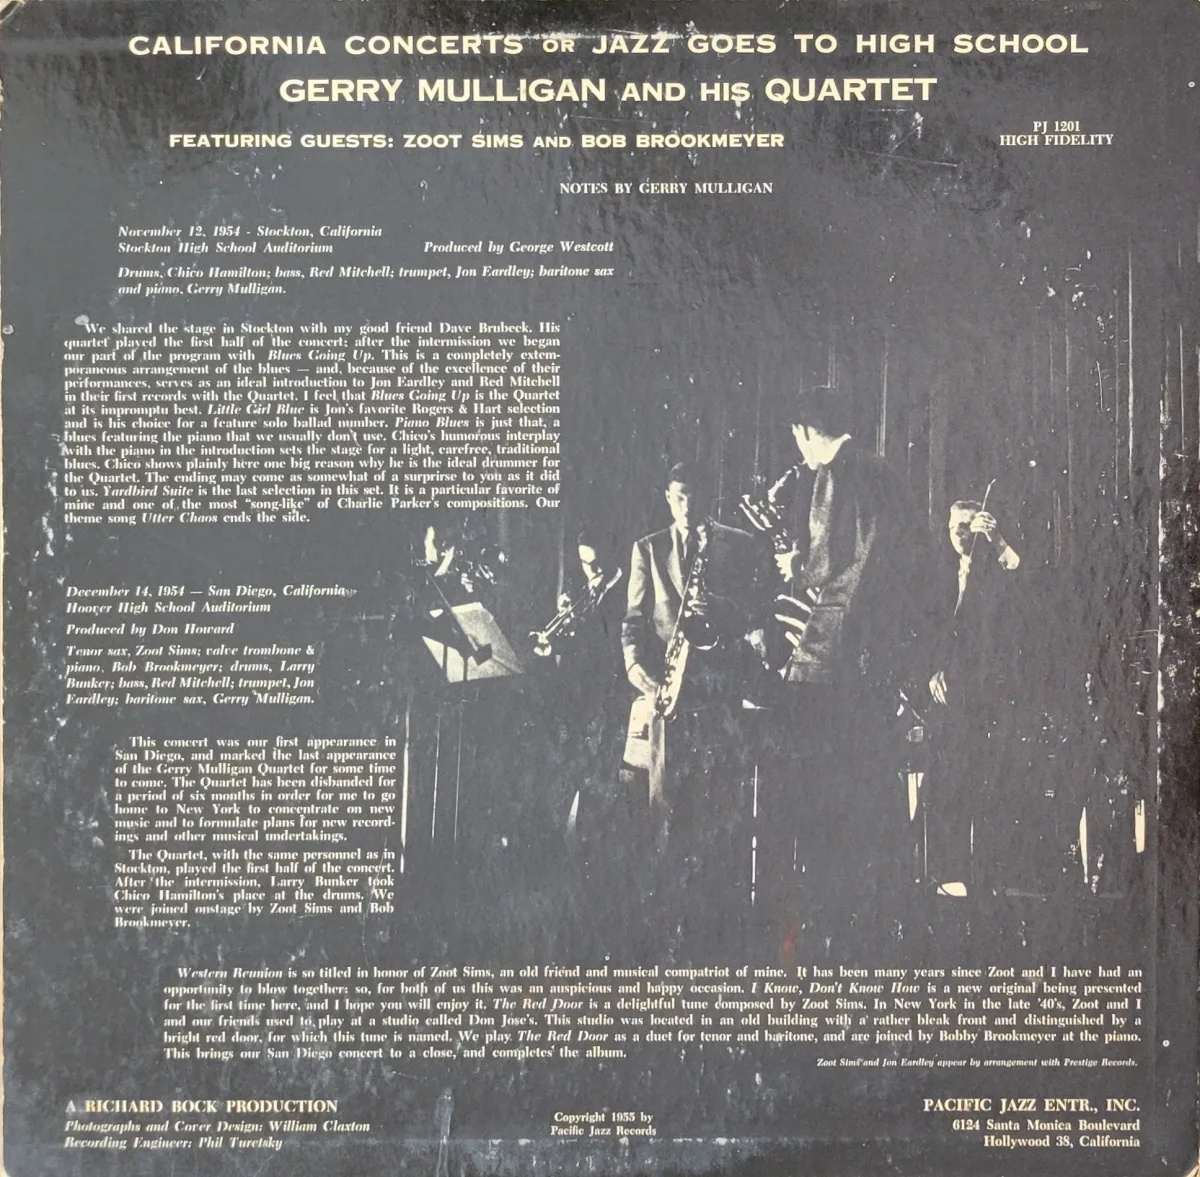 CALIFORNIA CONCERTS OR JAZZ GOES TO HIGH SCHOOL
GERRY MULLIGAN AND HIS QUARTET
FEATURING GUESTS: ZOOT SIMS AND BOB BROOKMEYER
PJ 1201
HIGH FIDELITY
NOTES BY GERRY MULLIGAN
November 12, 1954 - Stockton, California
Stockton High School Auditorium Produced by George Westcott
Drums, Chico Hamilton; bass, Red Mitchell; trumpet, Jon Eardley; baritone sax
and piano, Gerry Mulligan.
We shared the stage in Stockton with my good friend Dave Brubeck. His
quartet played the first half of the concert; after the intermission we began
our part of the program with Blues Going Up. This is a completely extem-
poraneous arrangement of the blues — and, because of the excellence of their
performances, serves as an ideal introduction to Jon Eardley and Red Mitchell
in their first records with the Quartet. I feel that Blues Going Up is the Quartet
at its impromptu best. Little Girl Blue is Jon's favorite Rogers & Hart selection
and is his choice for a feature solo ballad number. Piano Blues is just that, a
blues featuring the piano that we usually don't use. Chico's humorous interplay
with the piano in the introduction sets the stage for a light, carefree, traditional
blues. Chico shows plainly here one big reason why he is the ideal drummer for
the Quartet. The ending may come as somewhat of a surprirse to you as it did
to us. Yardbird Suite is the last selection in this set. It is a particular favorite of
mine and one of the most "song-like" of Charlie Parker's compositions. Our
theme song Utter Chaos ends the side.
December 14, 1954 — San Diego, California
Hoover High School Auditorium
Produced by Don Howard
Tenor sax, Zoot Sims; valve trombone &
piano, Bob Brookmeyer; drums, Larry
Bunker; bass, Red Mitchell; trumpet, Jon
Eardley; baritone sax, Gerry Mulligan.
This concert was our first appearance in
San Diego, and marked the last appearance
of the Gerry Mulligan Quartet for some time
to come. The Quartet has been disbanded for
a period of six months in order for me to go
home to New York to concentrate on new
music and to formulate plans for new record-
ings and other musical undertakings.
The Quartet, with the same personnel as in
Stockton, played the first half of the concert.
After the intermission, Larry Bunker took
Chico Hamilton's place at the drums. We
were joined onstage by Zoot Sims and Bob
Brookmeyer.
Western Reunion is so titled in honor of Zoot Sims, an old friend and musical compatriot of mine. It has been many years since Zoot and I have had an
opportunity to blow together; so, for both of us this was an auspicious and happy occasion. I Know, Don't Know How is a new original being presented
for the first time here, and I hope you will enjoy it. The Red Door is a delightful tune composed by Zoot Sims. In New York in the late '40's, Zoot and I
and our friends used to play at a studio called Don Jose's. This studio was located in an old building with a rather bleak front and distinguished by a
bright red door, for which this tune is named. We play The Red Door as a duet for tenor and baritone, and are joined by Bobby Brookmeyer at the piano.
This brings our San Diego concert to a close, and completes the album.
Zoot Sims and Jon Eardley appear by arrangement with Prestige Records.
A RICHARD BOCK PRODUCTION
Photographs and Cover Design: William Claxton
Recording Engineer: Phil Turetsky
Copyright 1955 by
Pacific Jazz Records
PACIFIC JAZZ ENTR., INC.
6124 Santa Monica Boulevard
Hollywood 38, California